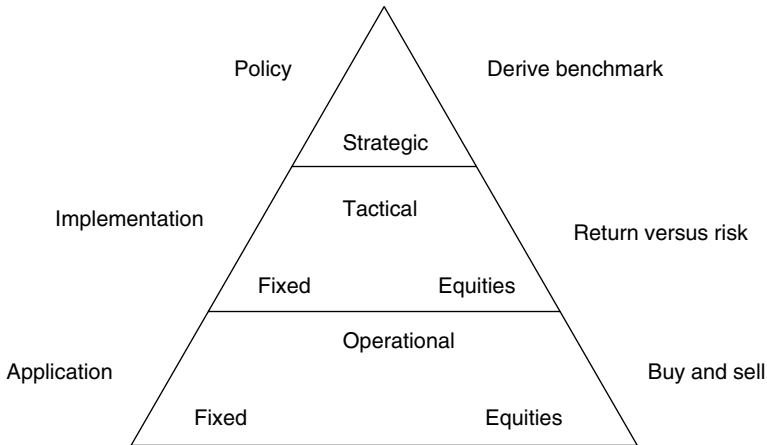 Policy
Derive benchmark
Strategic
Implementation
Tactical
Return versus risk
Fixed
Equities
Operational
Application
Buy and sell
Fixed
Equities